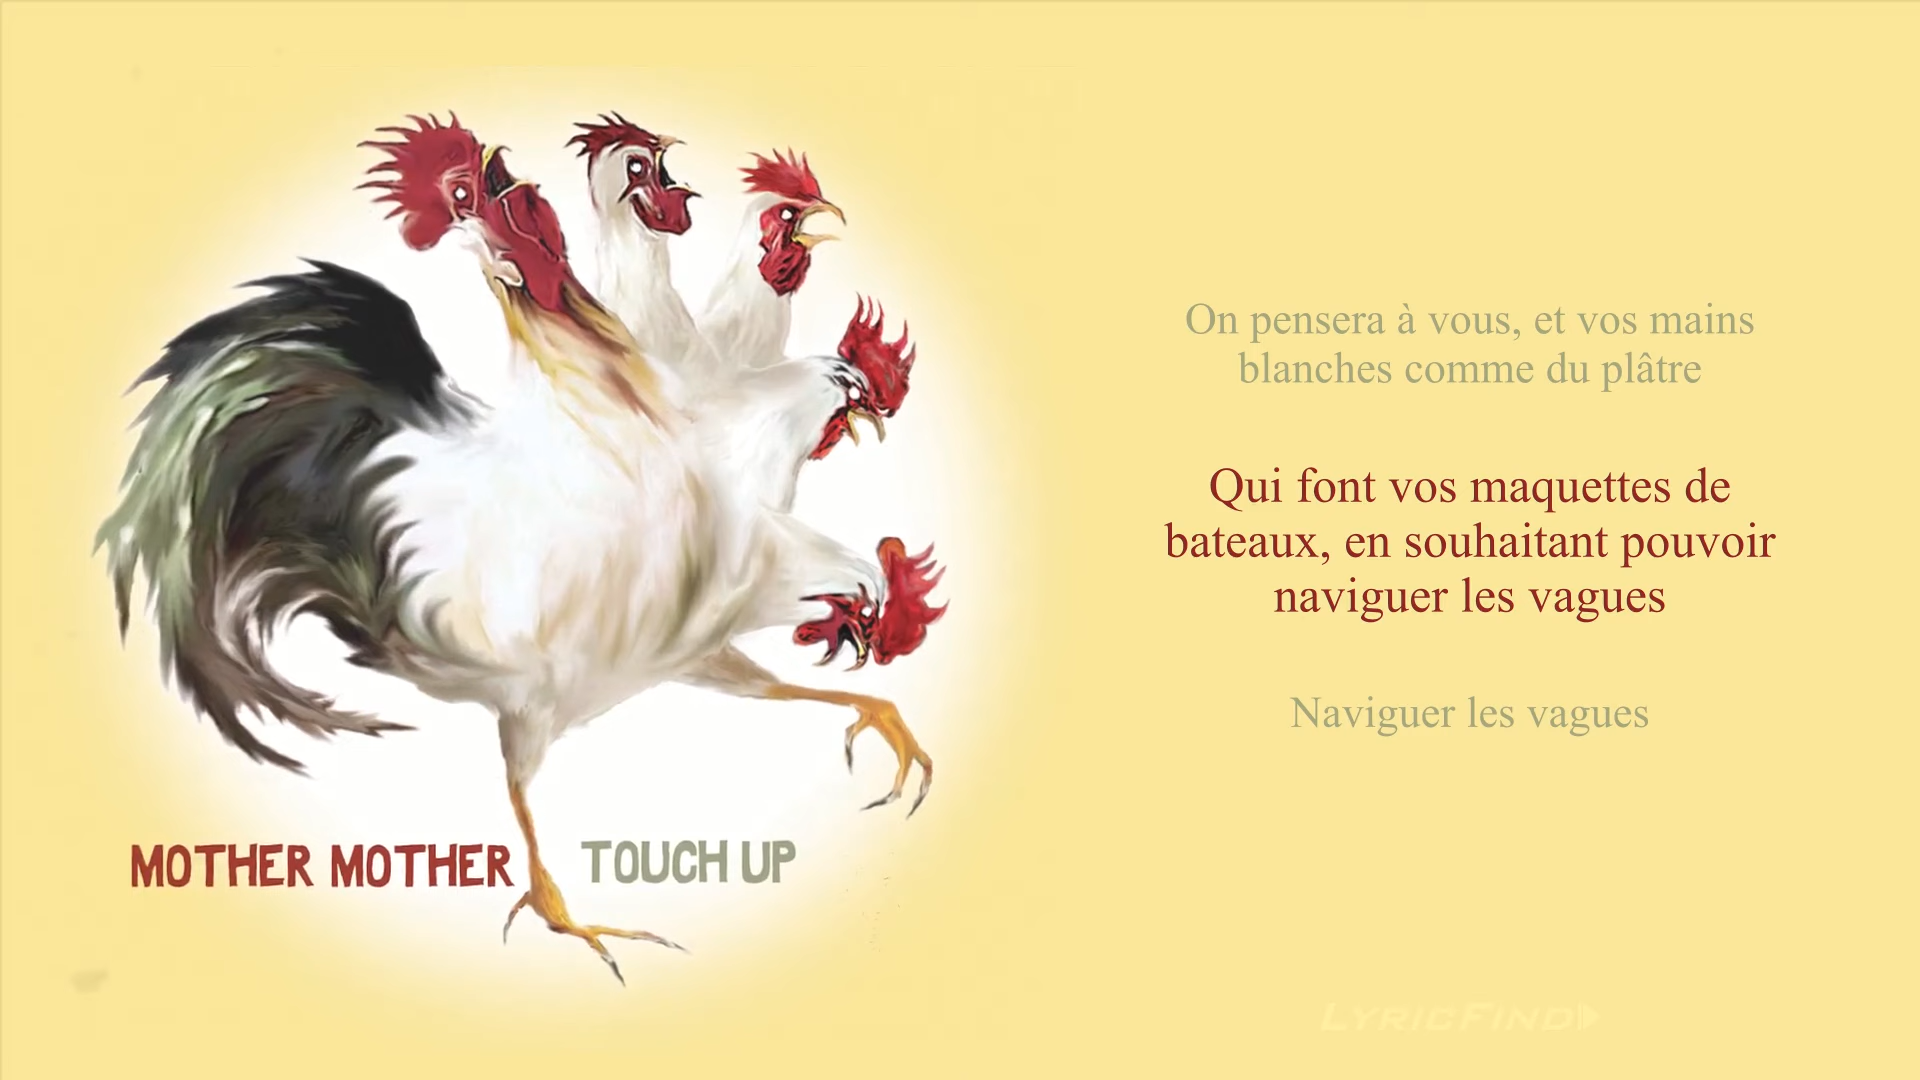 On pensera à vous, et vos mains
blanches comme du plâtre
Qui font vos maquettes de
bateaux, en souhaitant pouvoir
naviguer les vagues
Naviguer les vagues
MOTHER MOTHER TOUCH UP
LYRICFIND